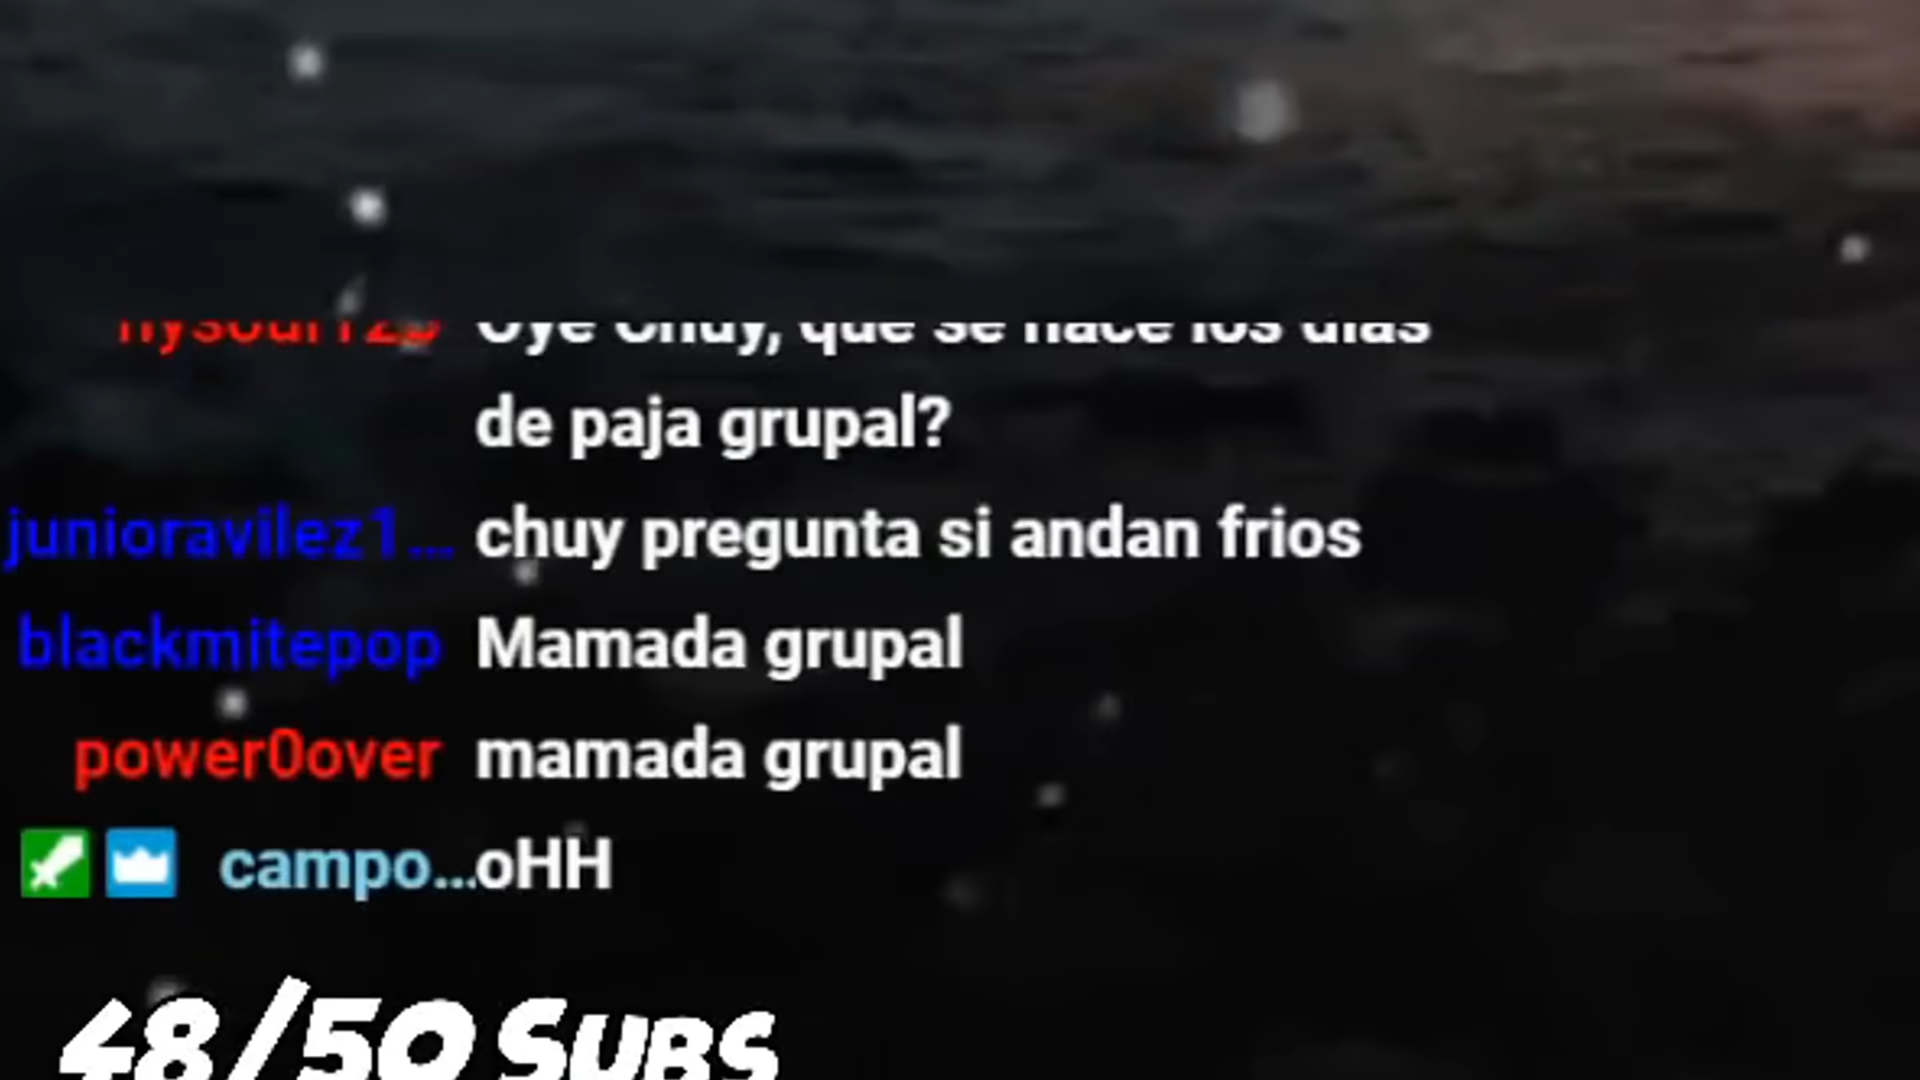 Oye Chuy, que se hace los dias
de paja grupal?
junioravilez1... chuy pregunta si andan frios
blackmitepop Mamada grupal
power0over mamada grupal
campo...oHH
48/50 SUBS